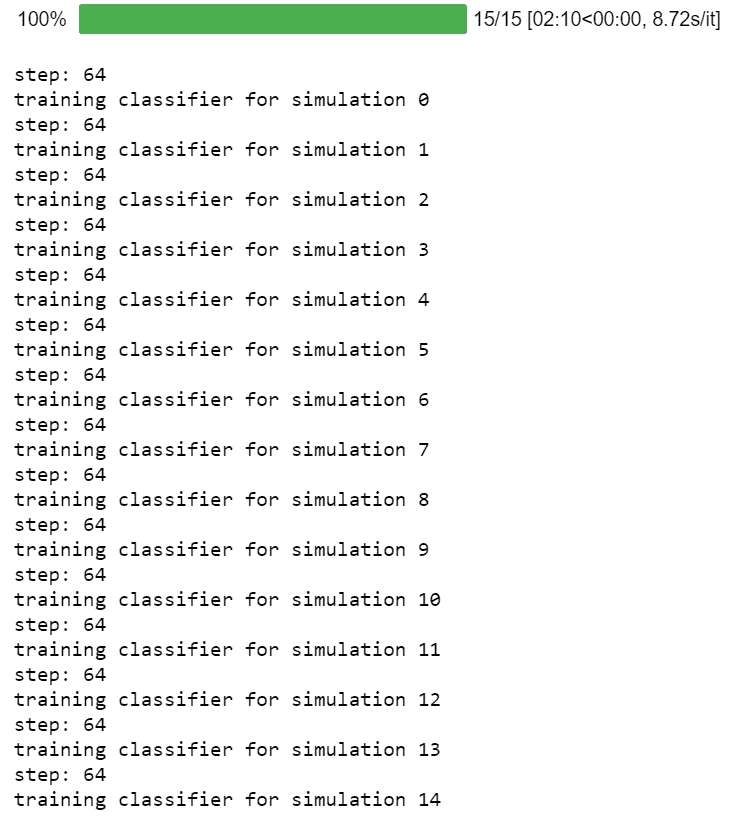 100% 15/15 [02:10<00:00, 8.72s/it]
step: 64
training classifier for simulation 0
step: 64
training classifier for simulation 1
step: 64
training classifier for simulation 2
step: 64
training classifier for simulation 3
step: 64
training classifier for simulation 4
step: 64
training classifier for simulation 5
step: 64
training classifier for simulation 6
step: 64
training classifier for simulation 7
step: 64
training classifier for simulation 8
step: 64
training classifier for simulation 9
step: 64
training classifier for simulation 10
step: 64
training classifier for simulation 11
step: 64
training classifier for simulation 12
step: 64
training classifier for simulation 13
step: 64
training classifier for simulation 14